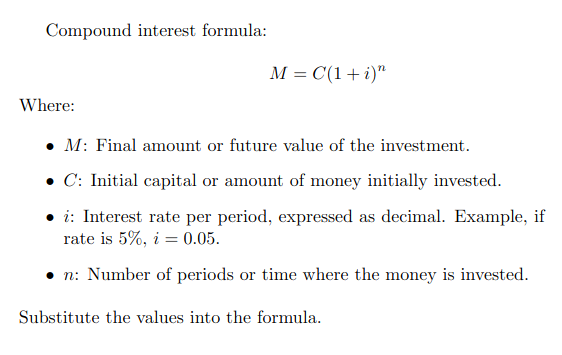 Compound interest formula:
M = C(1 + i)ⁿ
Where:
• M: Final amount or future value of the investment.
• C: Initial capital or amount of money initially invested.
• i: Interest rate per period, expressed as decimal. Example, if
rate is 5%, i = 0.05.
• n: Number of periods or time where the money is invested.
Substitute the values into the formula.